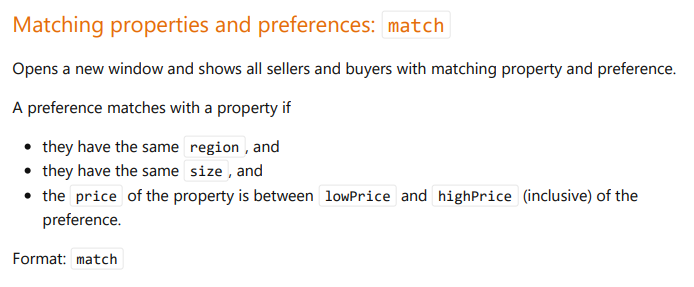 Matching properties and preferences: match
Opens a new window and shows all sellers and buyers with matching property and preference.
A preference matches with a property if
• they have the same region , and
• they have the same size , and
• the price of the property is between lowPrice and highPrice (inclusive) of the
preference.
Format: match